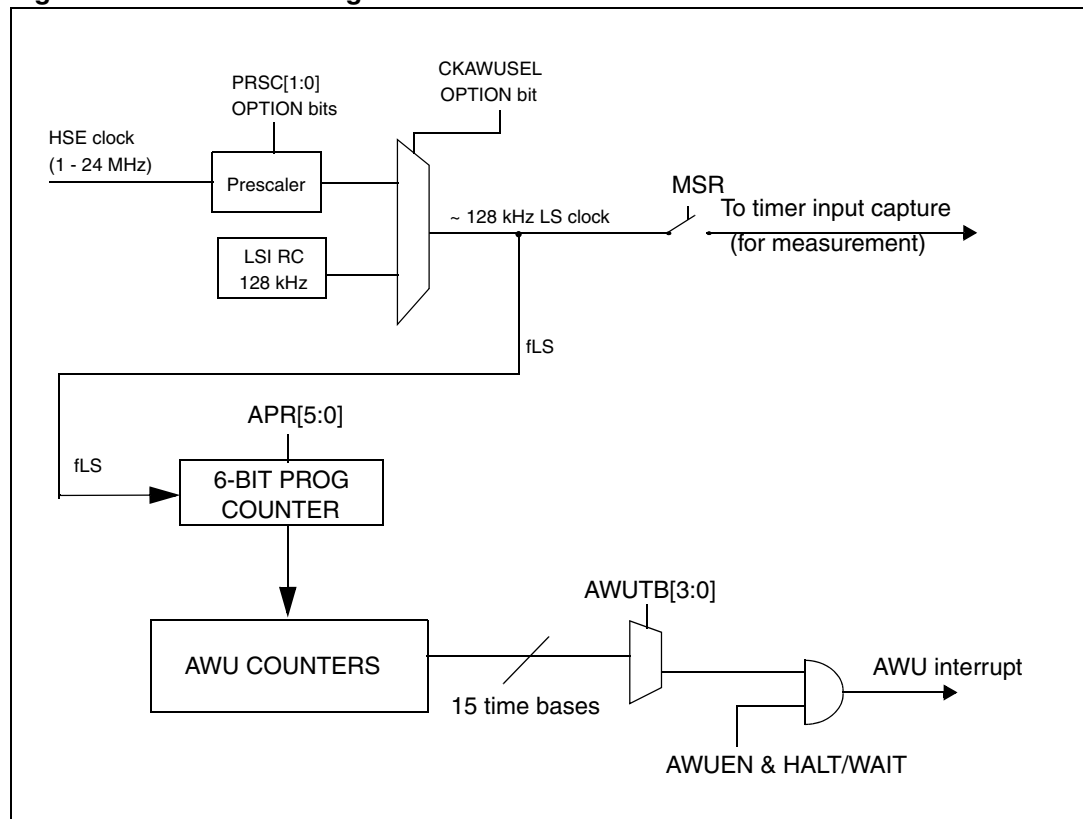 CKAWUSEL
OPTION bit
PRSC[1:0]
OPTION bits
HSE clock
(1 - 24 MHz)
Prescaler
MSR
~ 128 kHz LS clock
To timer input capture
(for measurement)
LSI RC
128 kHz
fLS
APR[5:0]
fLS
6-BIT PROG
COUNTER
AWUTB[3:0]
AWU COUNTERS
15 time bases
AWU interrupt
AWUEN & HALT/WAIT